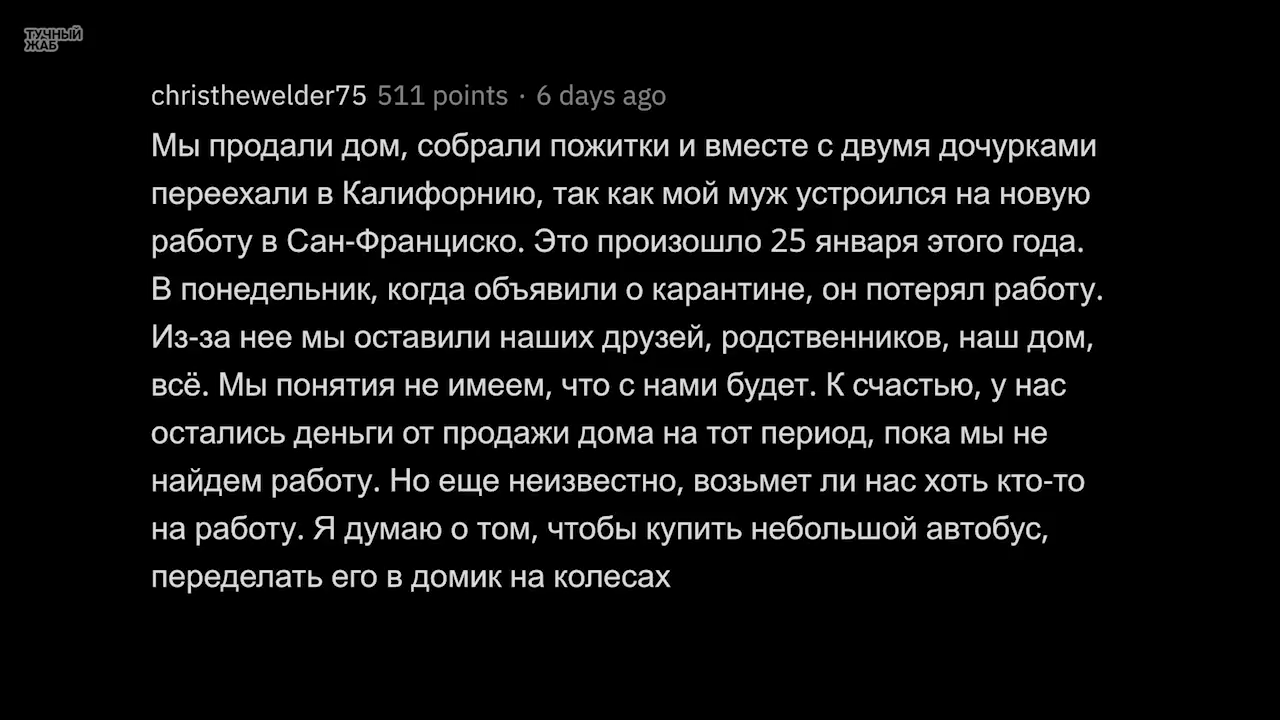 ТУЧНЫЙ
ЖАБ
christhewelder75 511 points · 6 days ago
Мы продали дом, собрали пожитки и вместе с двумя дочурками
переехали в Калифорнию, так как мой муж устроился на новую
работу в Сан-Франциско. Это произошло 25 января этого года.
В понедельник, когда объявили о карантине, он потерял работу.
Из-за нее мы оставили наших друзей, родственников, наш дом,
всё. Мы понятия не имеем, что с нами будет. К счастью, у нас
остались деньги от продажи дома на тот период, пока мы не
найдем работу. Но еще неизвестно, возьмет ли нас хоть кто-то
на работу. Я думаю о том, чтобы купить небольшой автобус,
переделать его в домик на колесах